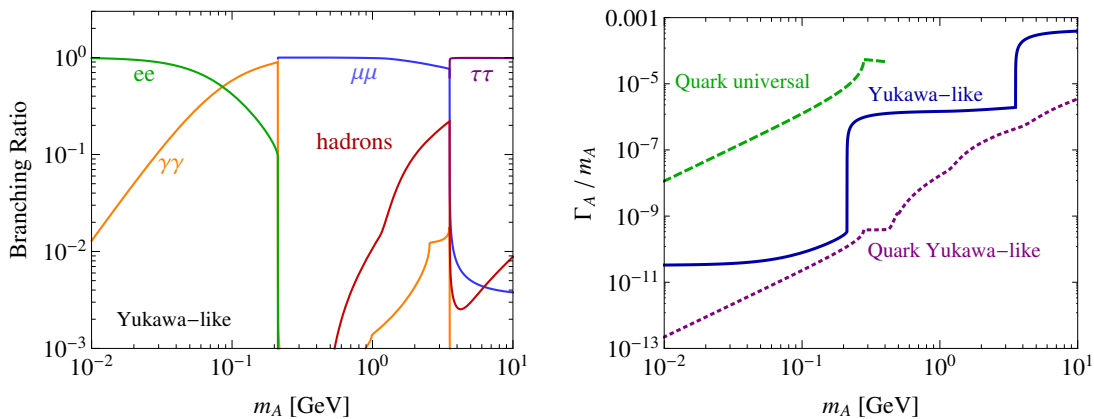 10⁰
10⁻¹
10⁻²
10⁻³
Branching Ratio
ee
γγ
μμ
ττ
hadrons
Yukawa−like
10⁻²
10⁻¹
10⁰
10¹
m_A [GeV]
0.001
10⁻⁵
10⁻⁷
10⁻⁹
10⁻¹¹
10⁻¹³
Γ_A / m_A
Quark universal
Yukawa−like
Quark Yukawa−like
10⁻²
10⁻¹
10⁰
10¹
m_A [GeV]